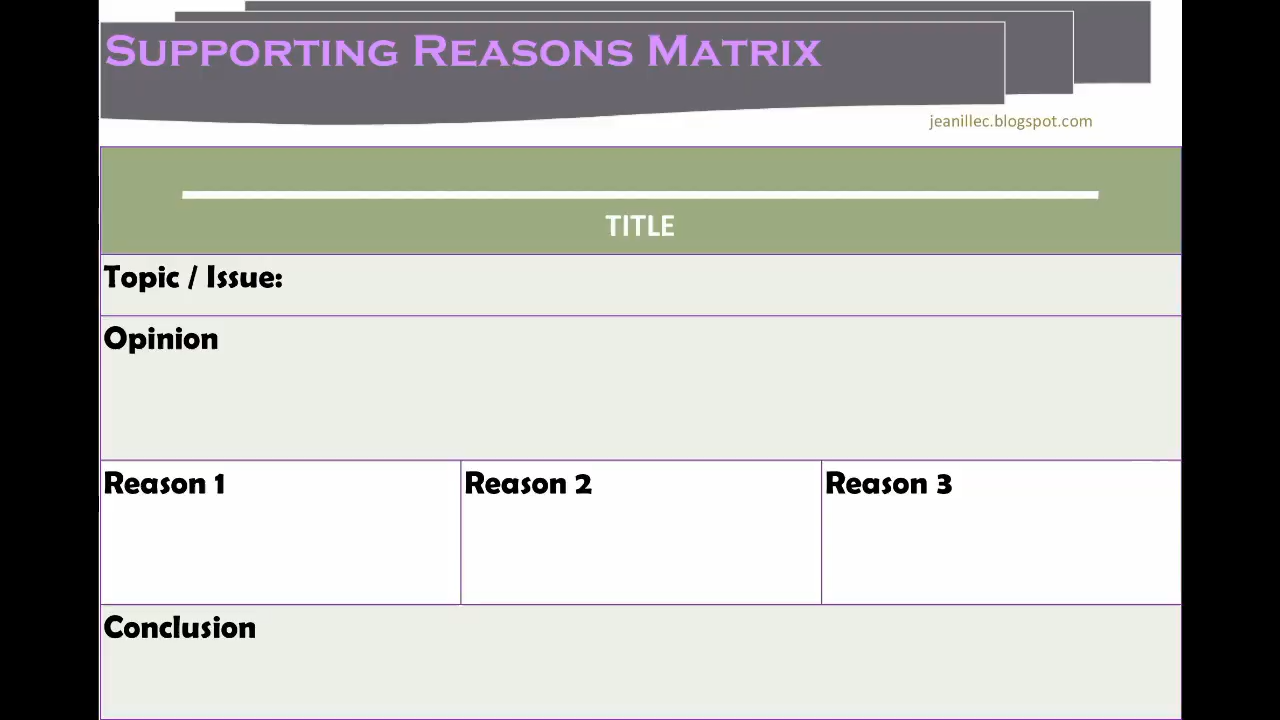 Supporting Reasons Matrix
jeanillec.blogspot.com
TITLE
Topic / Issue:
Opinion
Reason 1
Reason 2
Reason 3
Conclusion